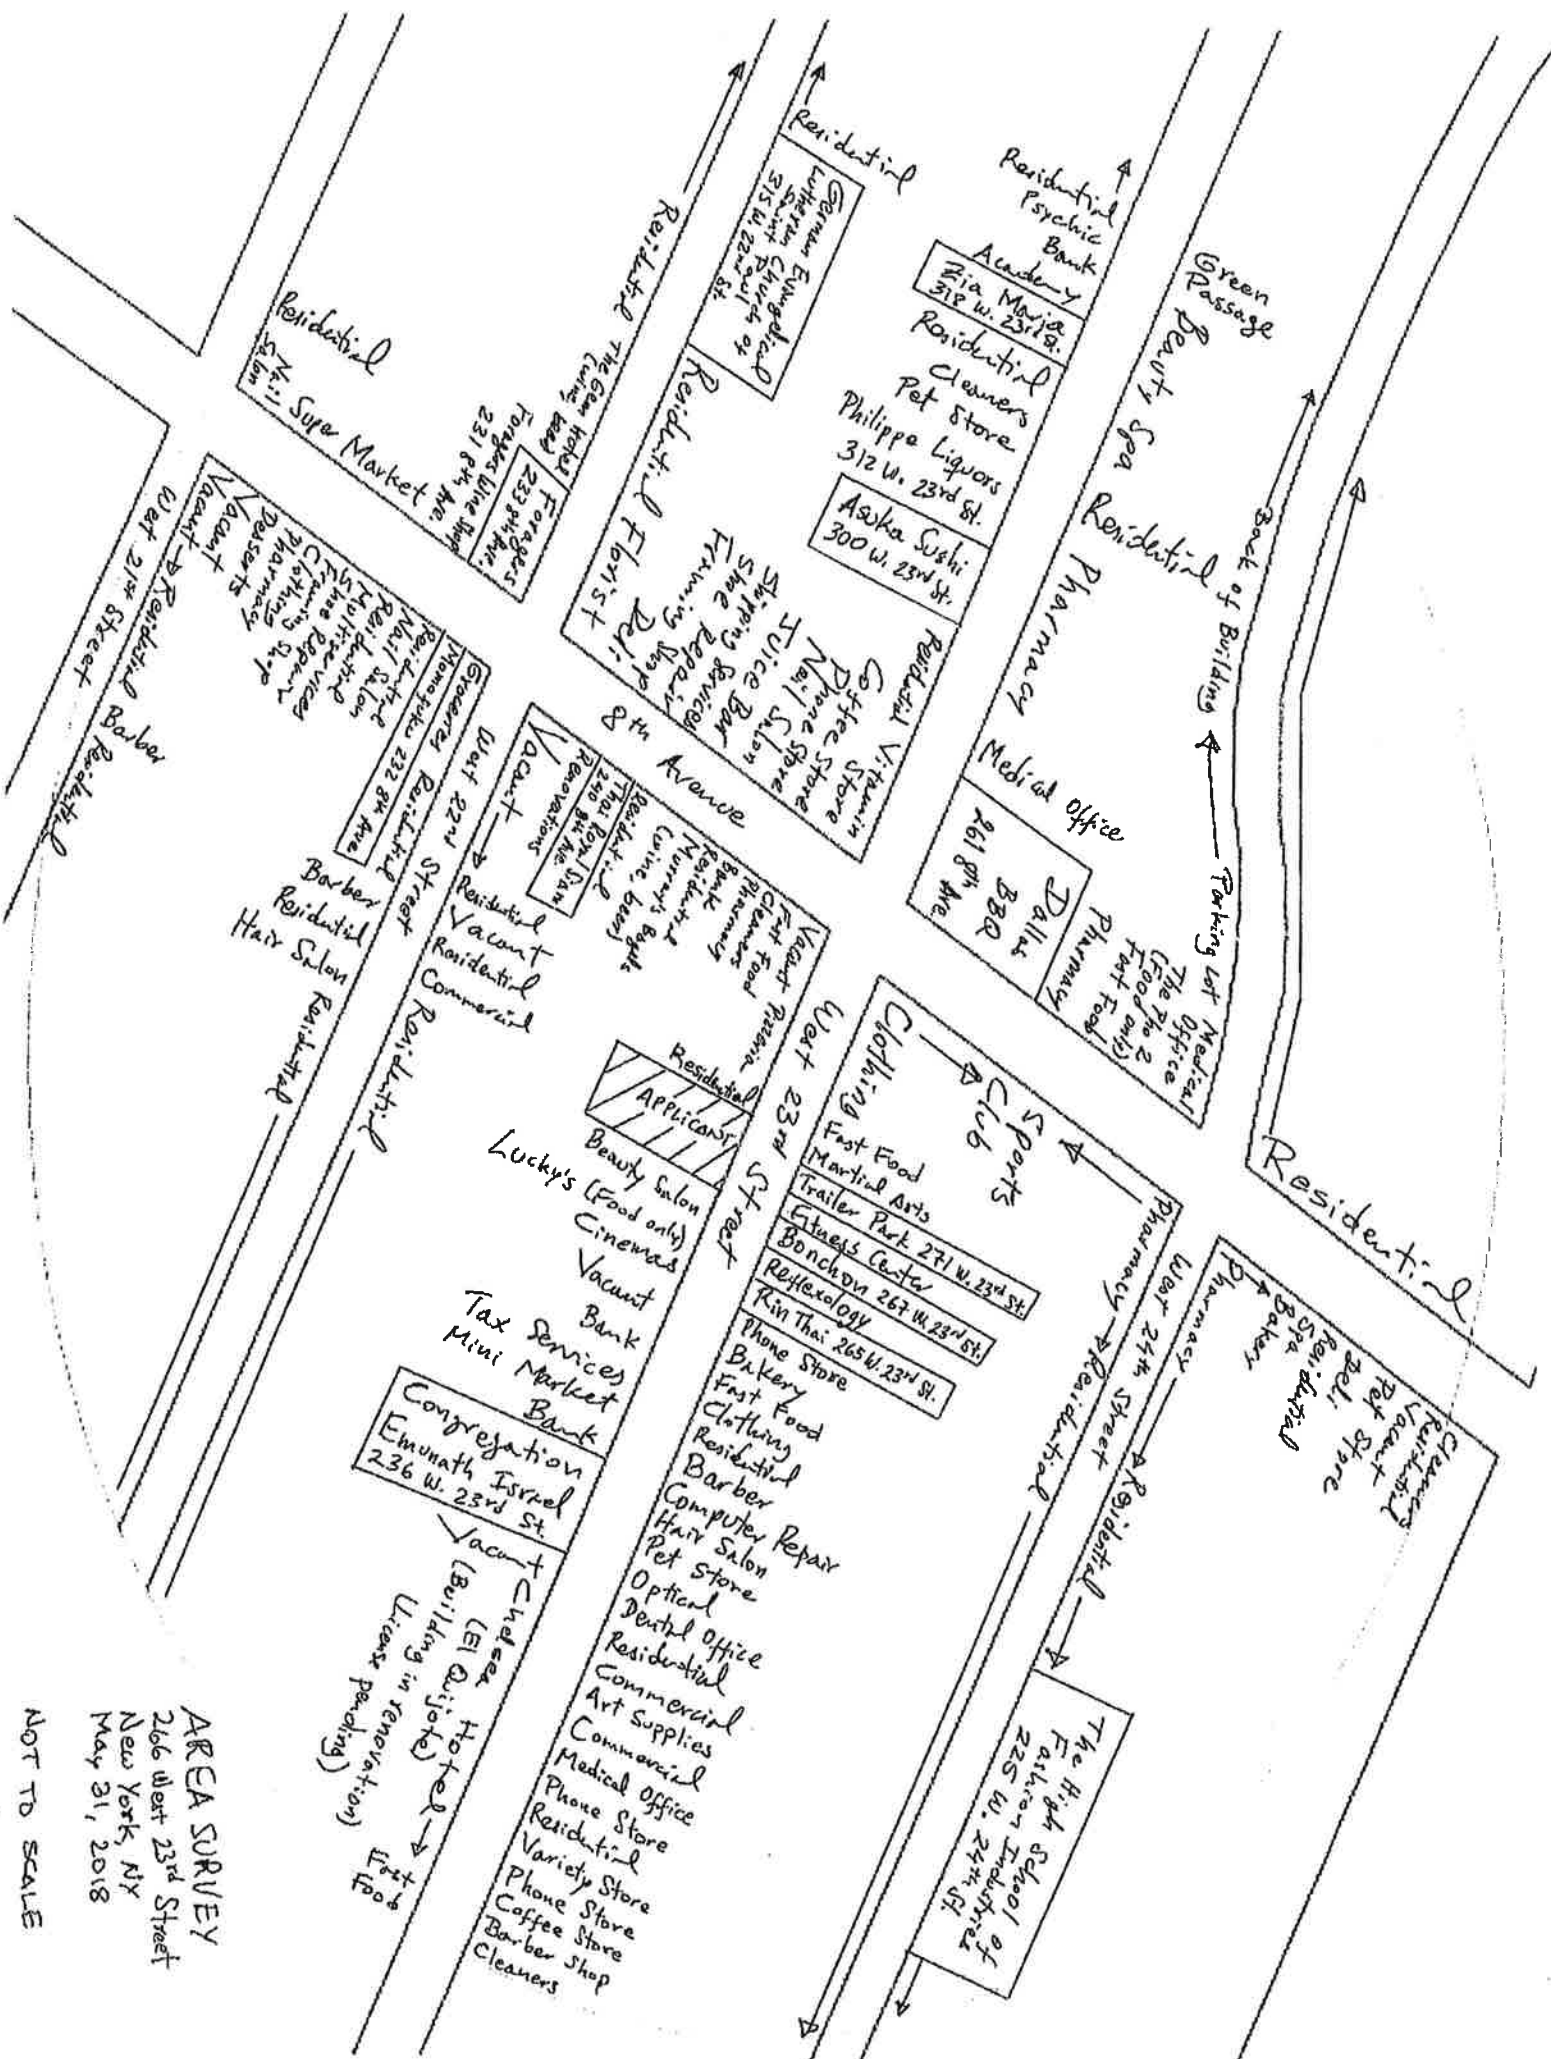 Residential
German Evangelical
Lutheran Church of
Saint Paul
315 W. 22nd St.
Residential
Florist
Deli
Framing Shop
Shoe Repair
Shipping Services
Juice Bar
Nail Salon
Phone Store
Coffee Store
Vitamin Store
Residential
Residential
Psychic
Bank
Academy
Zia Maria
318 W. 23rd St.
Residential
Cleaners
Pet Store
Philippe Liquors
312 W. 23rd St.
Asuka Sushi
300 W. 23rd St.
Green
Passage
Beauty Spa
Residential
Pharmacy
Medical Office
Dallas
BBQ
261 8th Ave.
Pharmacy
Fast Food
The Pho 2
(Food only)
Medical
Office
Parking Lot
Back of Building
Residential
Residential
The Gem Hotel
(wine, beer)
Foragers
233 8th Ave.
Foragers Wine Shop
231 8th Ave.
Super Market
Nail
Salon
Residential
West 21st Street
Vacant
Residential
Barber
Residential
Vacant
Desserts
Pharmacy
Clothing
Framing Shop
Shoe Repair
Multiservices
Residential
Nail Salon
Residential
Momofuku 232 8th Ave
Groceries
Residential
Barber
Residential
Hair Salon
Residential
West 22nd Street
8th Avenue
Vacant
Residential
Vacant
Residential
Commercial
Residential
Renovations
Thai Royal Siam
240 8th Ave.
Residential
Murray's Bagels
(wine, beer)
Residential
Bank
Pharmacy
Cleaners
Fast Food
Vacant
Pizzeria
Residential
APPLICANT
Beauty Salon
Lucky's (Food only)
Cinemas
Vacant
Bank
Tax Services
Mini Market
Bank
Congregation
Emunath Israel
236 W. 23rd St.
Vacant
Chelsea Hotel
(El Quijote)
(Building in renovation)
License pending)
Fast
Food
West 23rd Street
Clothing
Sports
Club
Fast Food
Martial Arts
Trailer Park 271 W. 23rd St.
Fitness Center
Bonchon 267 W. 23rd St.
Reflexology
Rin Thai 265 W. 23rd St.
Phone Store
Bakery
Fast Food
Clothing
Residential
Barber
Computer Repair
Hair Salon
Pet Store
Optical
Dental Office
Residential
Commercial
Art Supplies
Commercial
Medical Office
Phone Store
Residential
Variety Store
Phone Store
Coffee Store
Barber Shop
Cleaners
Pharmacy
Residential
West 24th Street
Pharmacy
Residential
The High School of
Fashion Industries
225 W. 24th St.
Bakery
Spa
Residential
Deli
Pet Store
Vacant
Residential
Cleaners
AREA SURVEY
266 West 23rd Street
New York, NY
May 31, 2018
NOT TO SCALE